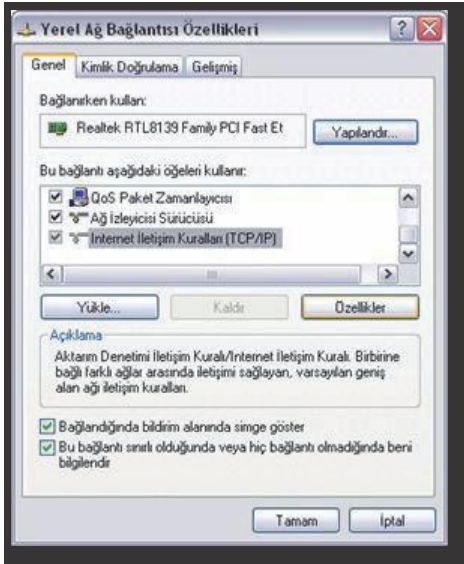 Yerel Ağ Bağlantısı Özellikleri
Genel Kimlik Doğrulama Gelişmiş
Bağlanırken kullan:
Realtek RTL8139 Family PCI Fast Et
Yapılandır...
Bu bağlantı aşağıdaki öğeleri kullanır:
QoS Paket Zamanlayıcısı
Ağ İzleyicisi Sürücüsü
Internet İletişim Kuralları (TCP/IP)
Yükle... Kaldır Özellikler
Açıklama
Aktarım Denetimi İletişim Kuralı/Internet İletişim Kuralı. Birbirine
bağlı farklı ağlar arasında iletişimi sağlayan, varsayılan geniş
alan ağı iletişim kuralları.
Bağlandığında bildirim alanında simge göster
Bu bağlantı sınırlı olduğunda veya hiç bağlantı olmadığında beni
bilgilendir
Tamam İptal